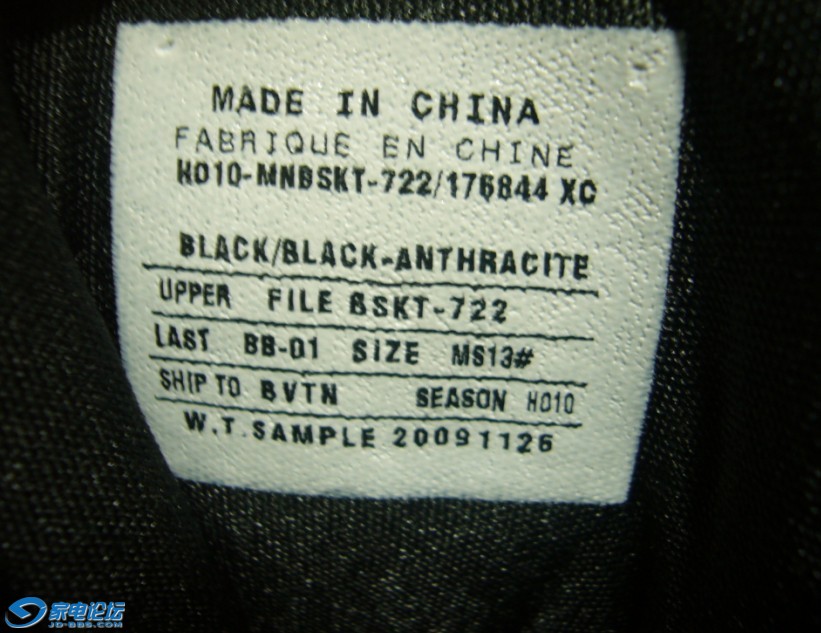 MADE IN CHINA
FABRIQUE EN CHINE
HO10-MNBSKT-722/176844 XC
BLACK/BLACK-ANTHRACITE
UPPER FILE BSKT-722
LAST BB-01 SIZE MS13#
SHIP TO BVTN SEASON HO10
W.T.SAMPLE 20091126
家电论坛
JD-BBS.COM